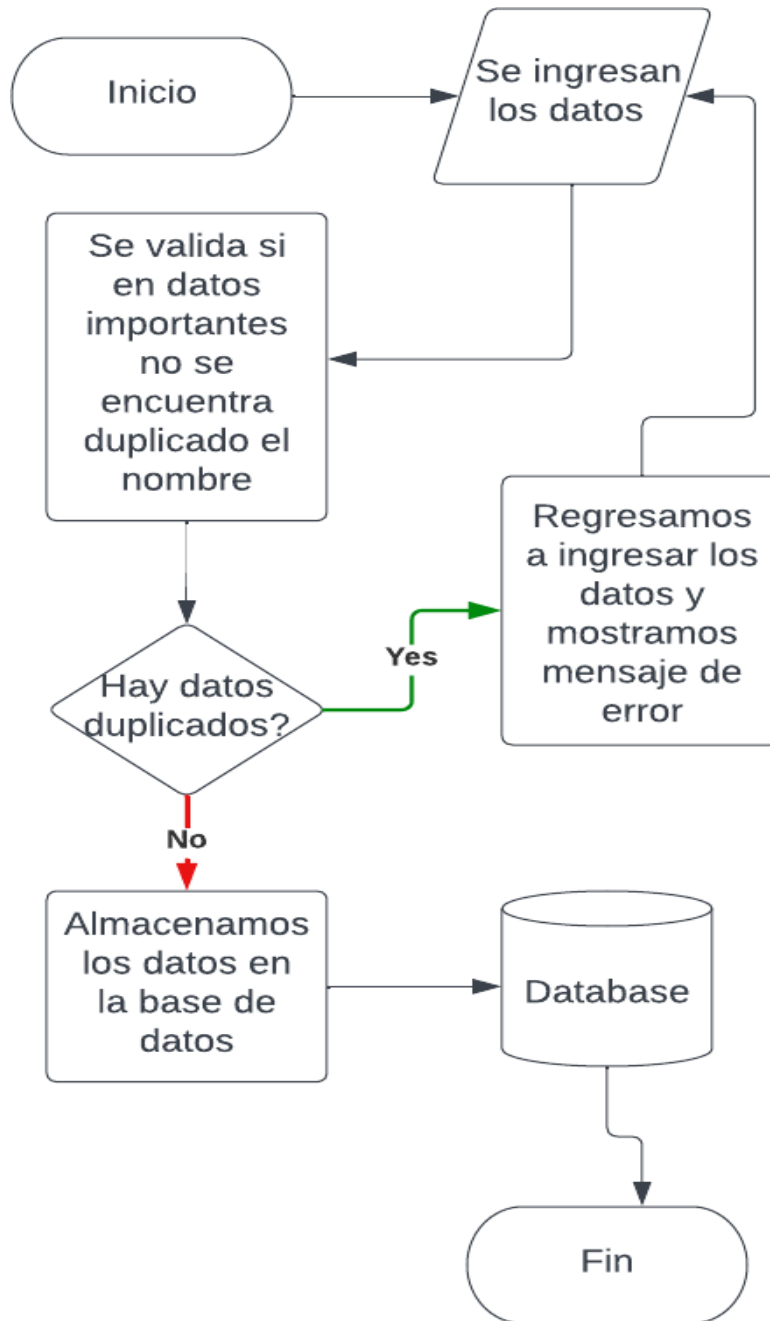 Inicio
Se ingresan
los datos
Se valida si
en datos
importantes
no se
encuentra
duplicado el
nombre
Hay datos
duplicados?
Yes
Regresamos
a ingresar los
datos y
mostramos
mensaje de
error
No
Almacenamos
los datos en
la base de
datos
Database
Fin